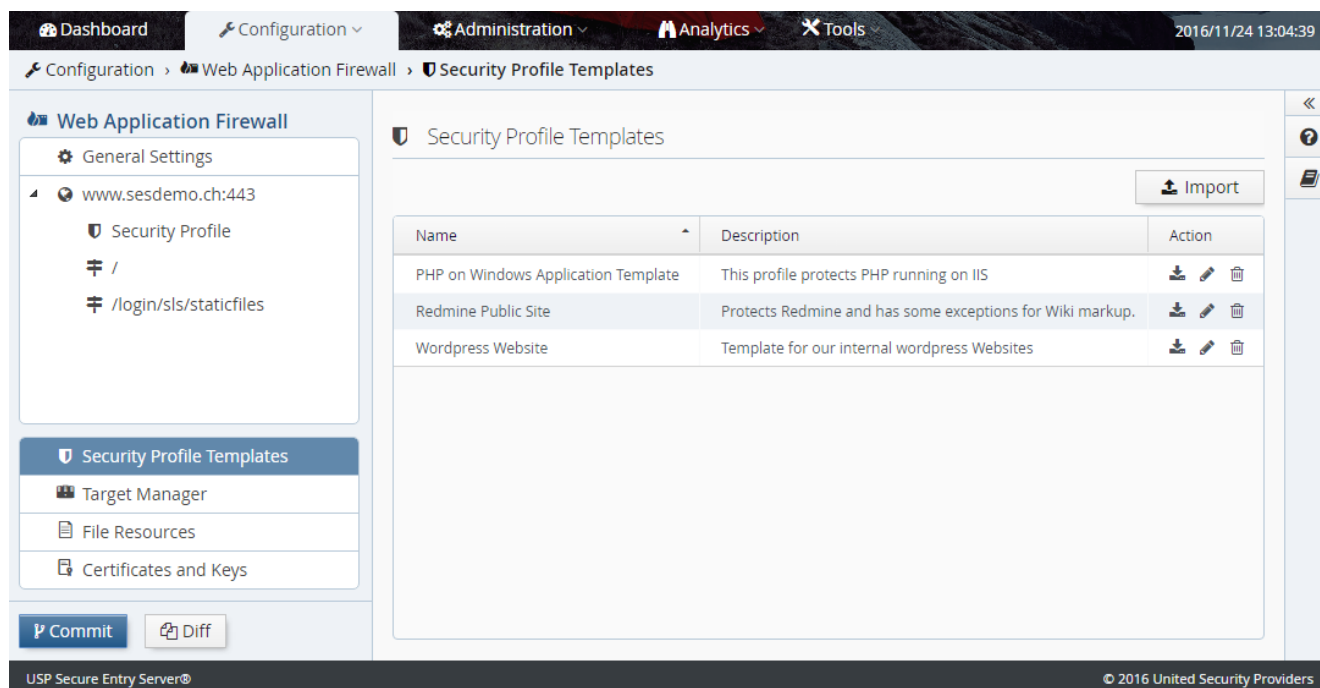 Dashboard Configuration Administration Analytics Tools 2016/11/24 13:04:39
Configuration › Web Application Firewall › Security Profile Templates
Web Application Firewall
General Settings
www.sesdemo.ch:443
Security Profile
/
/login/sls/staticfiles
Security Profile Templates
Target Manager
File Resources
Certificates and Keys
Commit Diff
Security Profile Templates
Import
Name Description Action
PHP on Windows Application Template This profile protects PHP running on IIS
Redmine Public Site Protects Redmine and has some exceptions for Wiki markup.
Wordpress Website Template for our internal wordpress Websites
USP Secure Entry Server® © 2016 United Security Providers